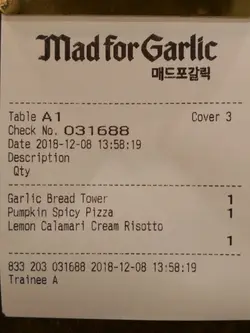 Mad for Garlic
매드포갈릭
Table A1 Cover 3
Check No. 031688
Date 2018-12-08 13:58:19
Description
Qty
Garlic Bread Tower 1
Pumpkin Spicy Pizza 1
Lemon Calamari Cream Risotto
1
833 203 031688 2018-12-08 13:58:19
Trainee A